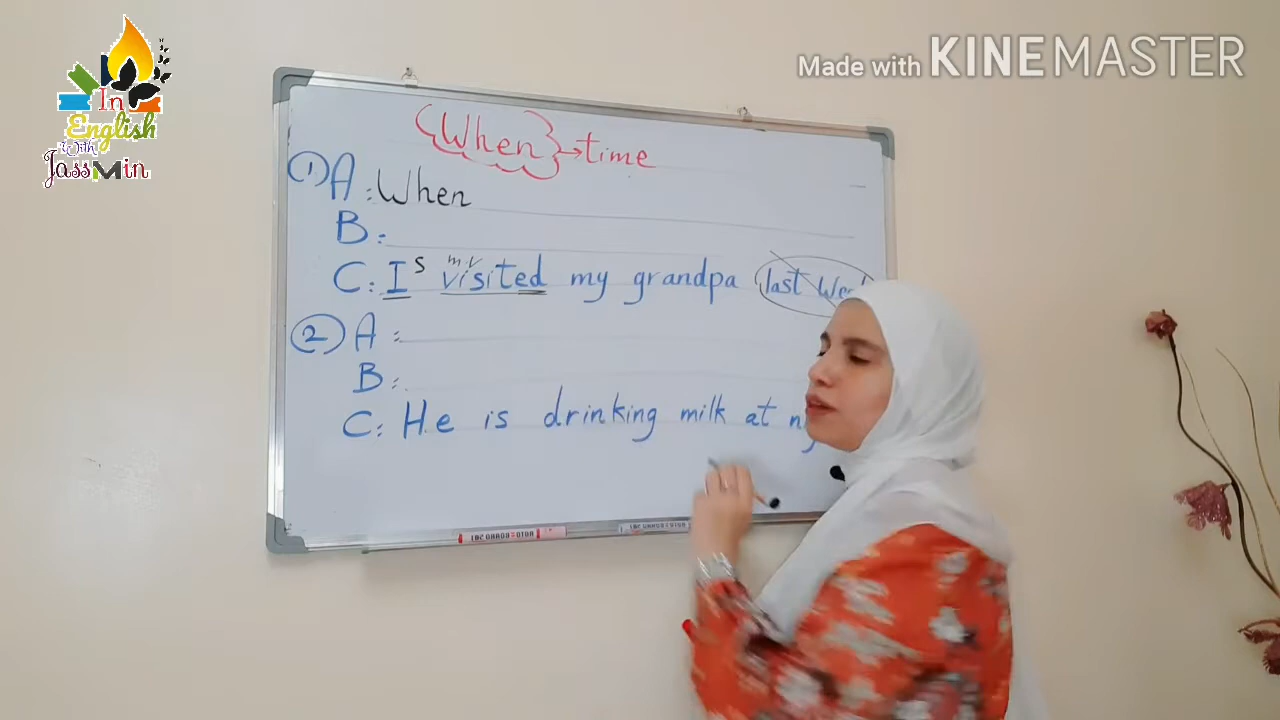 Made with KINEMASTER
In
English
with
JassMin
When → time
① A: When
B:
C: I s visited m.v my grandpa last
② A:
B:
C: He is drinking milk at